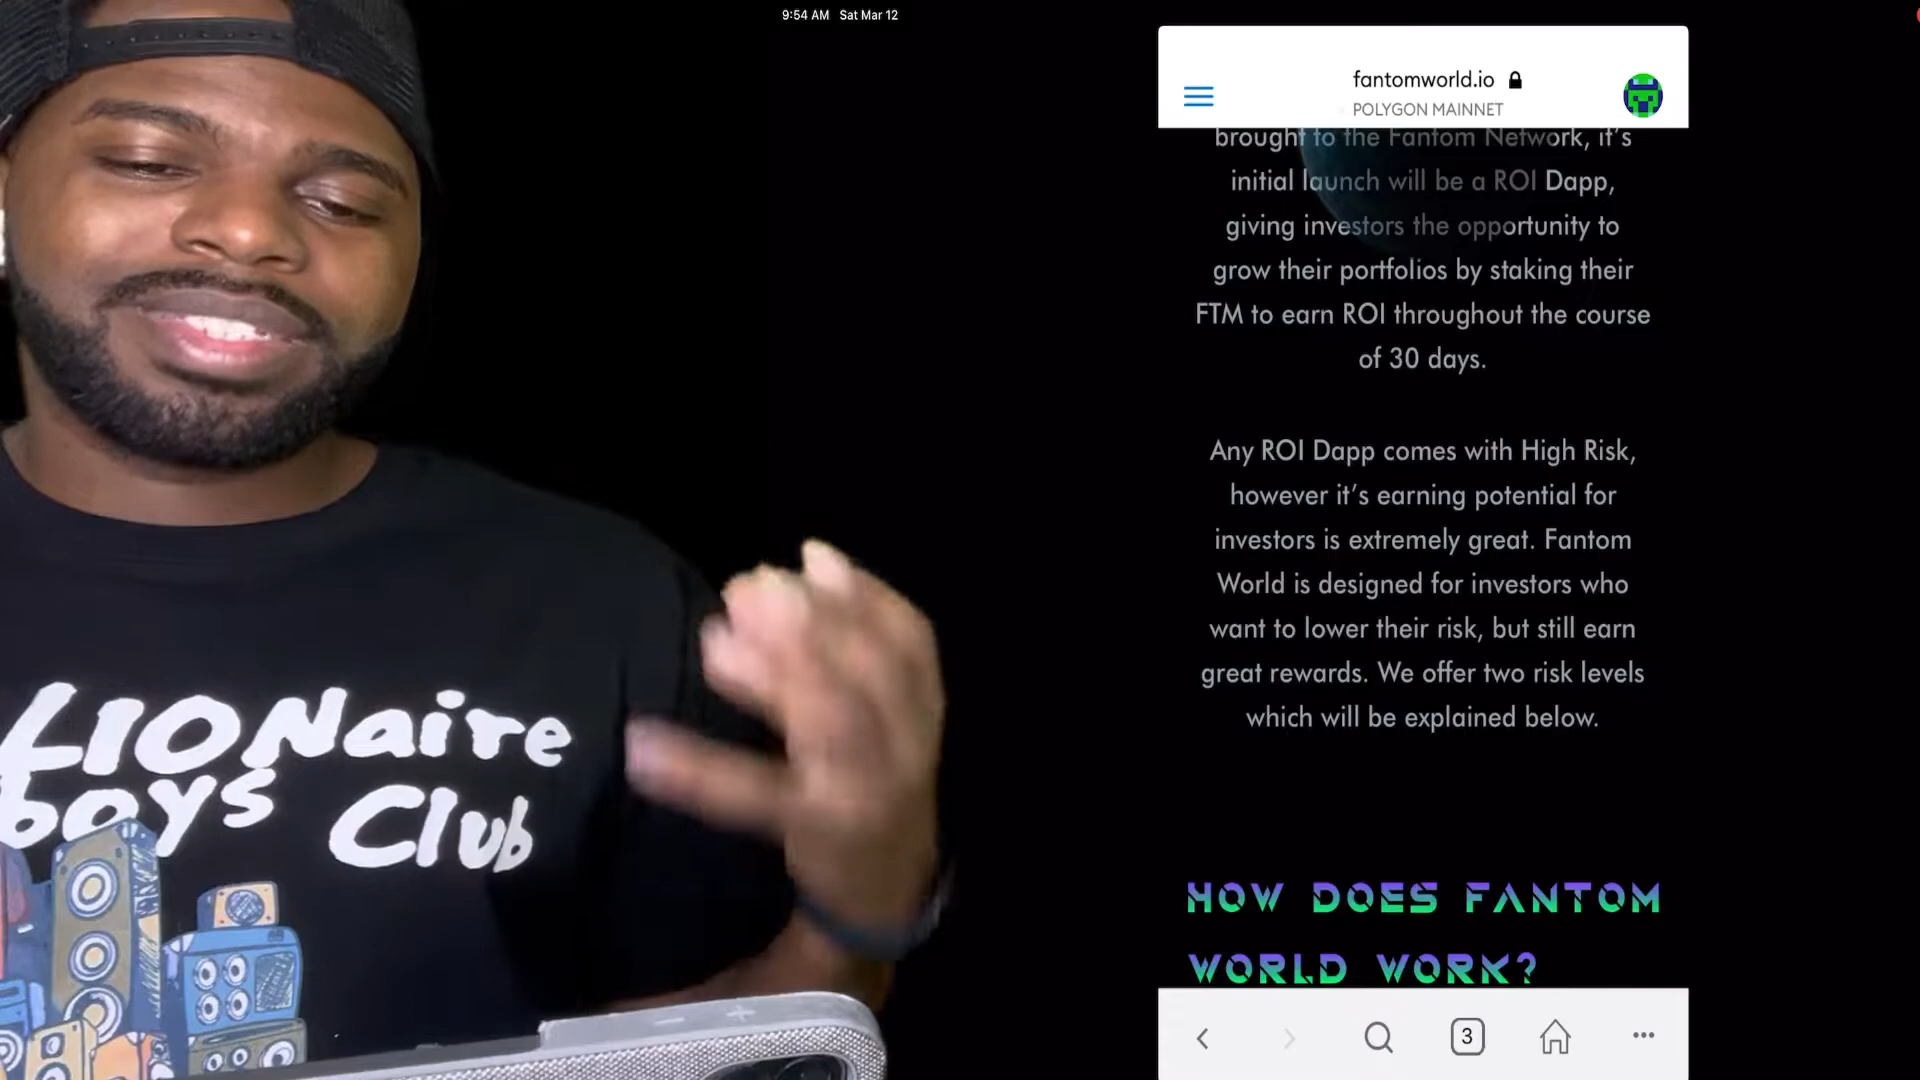 9:54 AM Sat Mar 12
fantomworld.io
POLYGON MAINNET
brought to the Fantom Network, it's
initial launch will be a ROI Dapp,
giving investors the opportunity to
grow their portfolios by staking their
FTM to earn ROI throughout the course
of 30 days.
Any ROI Dapp comes with High Risk,
however it's earning potential for
investors is extremely great. Fantom
World is designed for investors who
want to lower their risk, but still earn
great rewards. We offer two risk levels
which will be explained below.
HOW DOES FANTOM
WORLD WORK?
3
LIONaire
boys Club